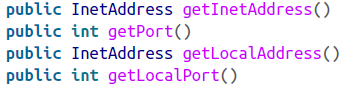 public InetAddress getInetAddress()
public int getPort()
public InetAddress getLocalAddress()
public int getLocalPort()